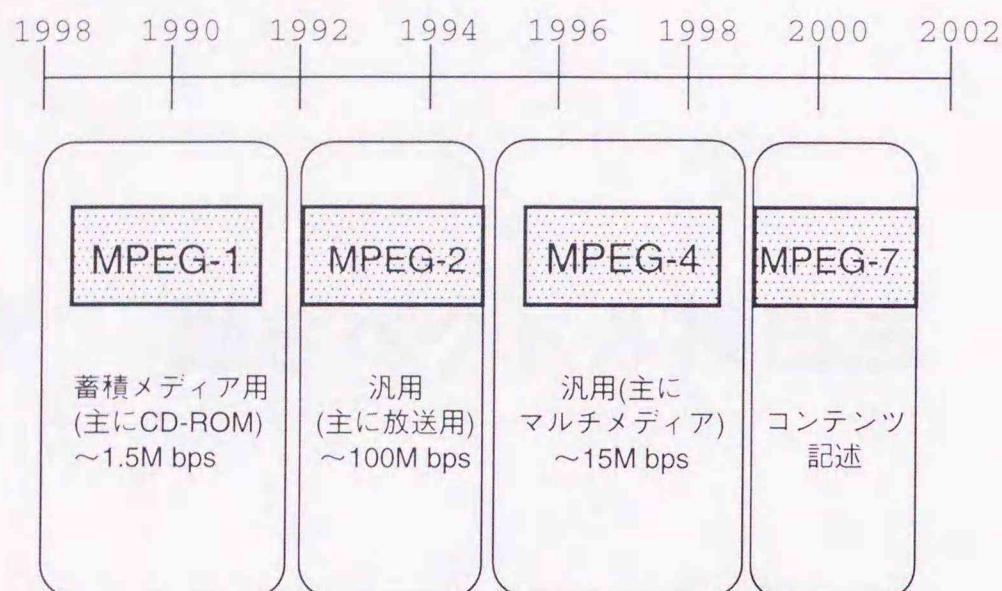 1998 1990 1992 1994 1996 1998 2000 2002
MPEG-1
蓄積メディア用
(主にCD-ROM)
～1.5M bps
MPEG-2
汎用
(主に放送用)
～100M bps
MPEG-4
汎用(主に
マルチメディア)
～15M bps
MPEG-7
コンテンツ
記述